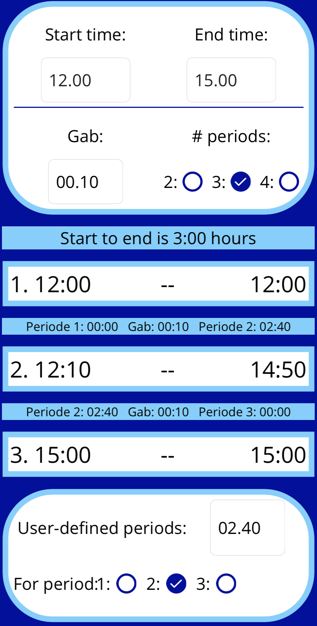 Start time: End time:
12.00 15.00
Gab: # periods:
00.10 2: 3: 4:
Start to end is 3:00 hours
1. 12:00 -- 12:00
Periode 1: 00:00 Gab: 00:10 Periode 2: 02:40
2. 12:10 -- 14:50
Periode 2: 02:40 Gab: 00:10 Periode 3: 00:00
3. 15:00 -- 15:00
User-defined periods: 02.40
For period:1: 2: 3: